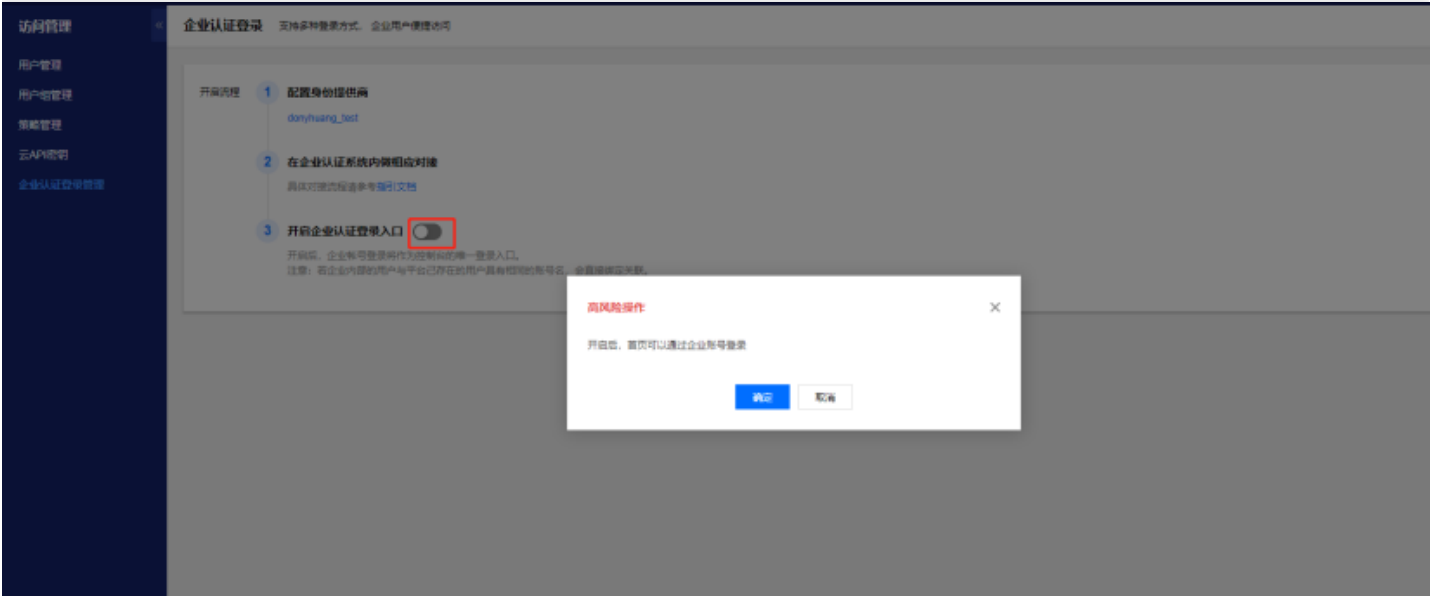 访问管理
«
企业认证登录 支持多种登录方式，企业用户便捷访问
用户管理
用户组管理
策略管理
云API密钥
企业认证登录管理
开启流程
1 配置身份提供商
donyhuang_test
2 在企业认证系统内做相应对接
具体对接流程请参考指引文档
3 开启企业认证登录入口
开启后，企业帐号登录将作为控制台的唯一登录入口。
注意：若企业内部的用户与平台已存在的用户具有相同的账号名，会直接绑定关联。
高风险操作
开启后，首页可以通过企业账号登录
确定 取消